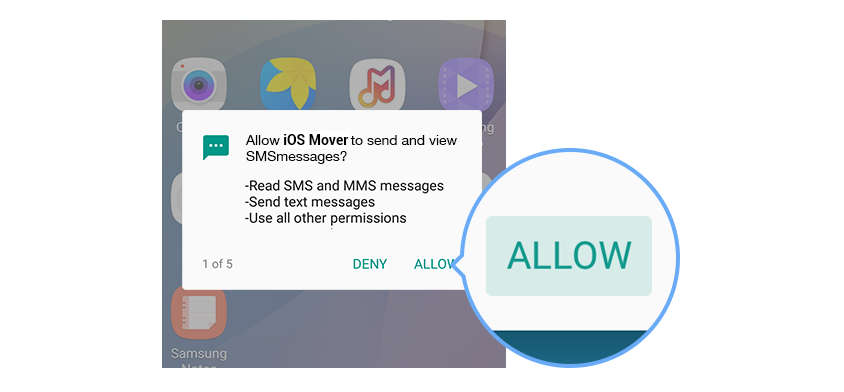 Allow iOS Mover to send and view
SMSmessages?
-Read SMS and MMS messages
-Send text messages
-Use all other permissions
1 of 5
DENY
ALLOW
ALLOW
Samsung